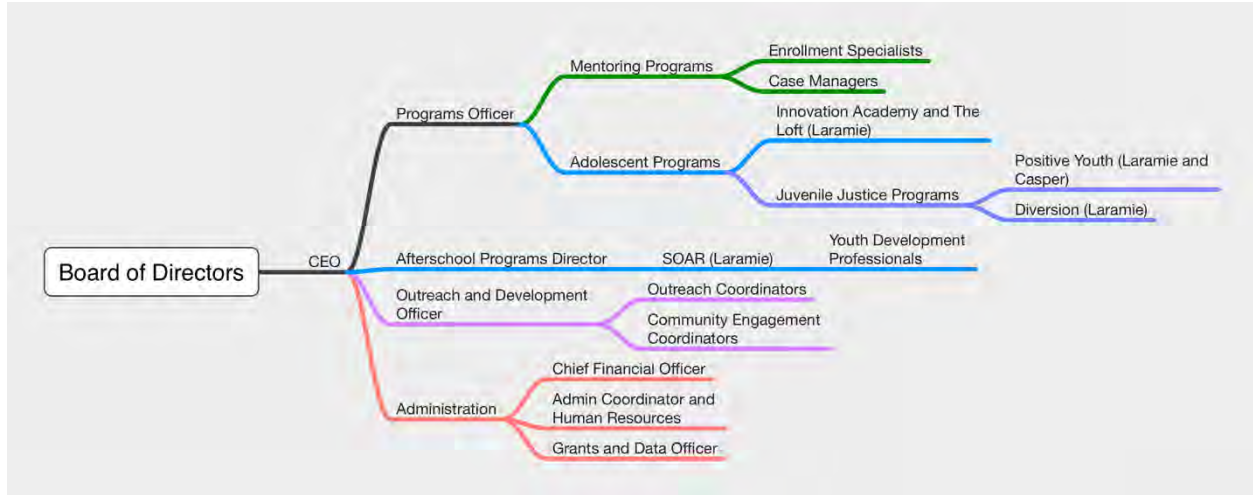 Board of Directors
CEO
Programs Officer
Mentoring Programs
Enrollment Specialists
Case Managers
Adolescent Programs
Innovation Academy and The
Loft (Laramie)
Juvenile Justice Programs
Positive Youth (Laramie and
Casper)
Diversion (Laramie)
Afterschool Programs Director
SOAR (Laramie)
Youth Development
Professionals
Outreach and Development
Officer
Outreach Coordinators
Community Engagement
Coordinators
Administration
Chief Financial Officer
Admin Coordinator and
Human Resources
Grants and Data Officer